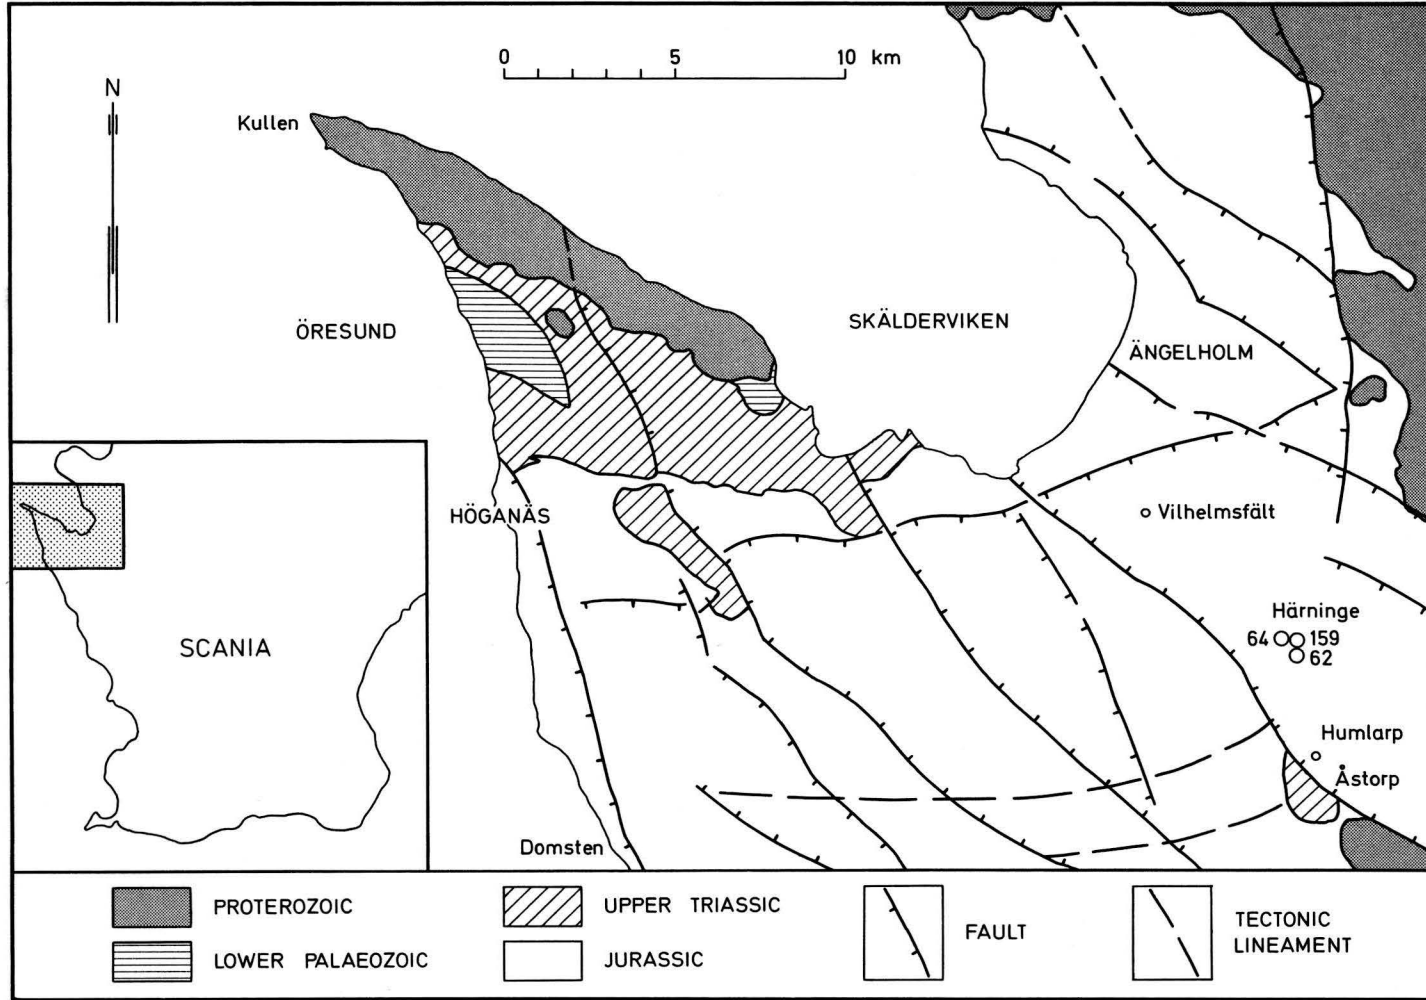 0 5 10 km
N
Kullen
ÖRESUND
SKÄLDERVIKEN
ÄNGELHOLM
HÖGANÄS
Vilhelmsfält
Härninge
64 159
62
SCANIA
Humlarp
Åstorp
Domsten
PROTEROZOIC
UPPER TRIASSIC
FAULT
TECTONIC
LINEAMENT
LOWER PALAEOZOIC
JURASSIC